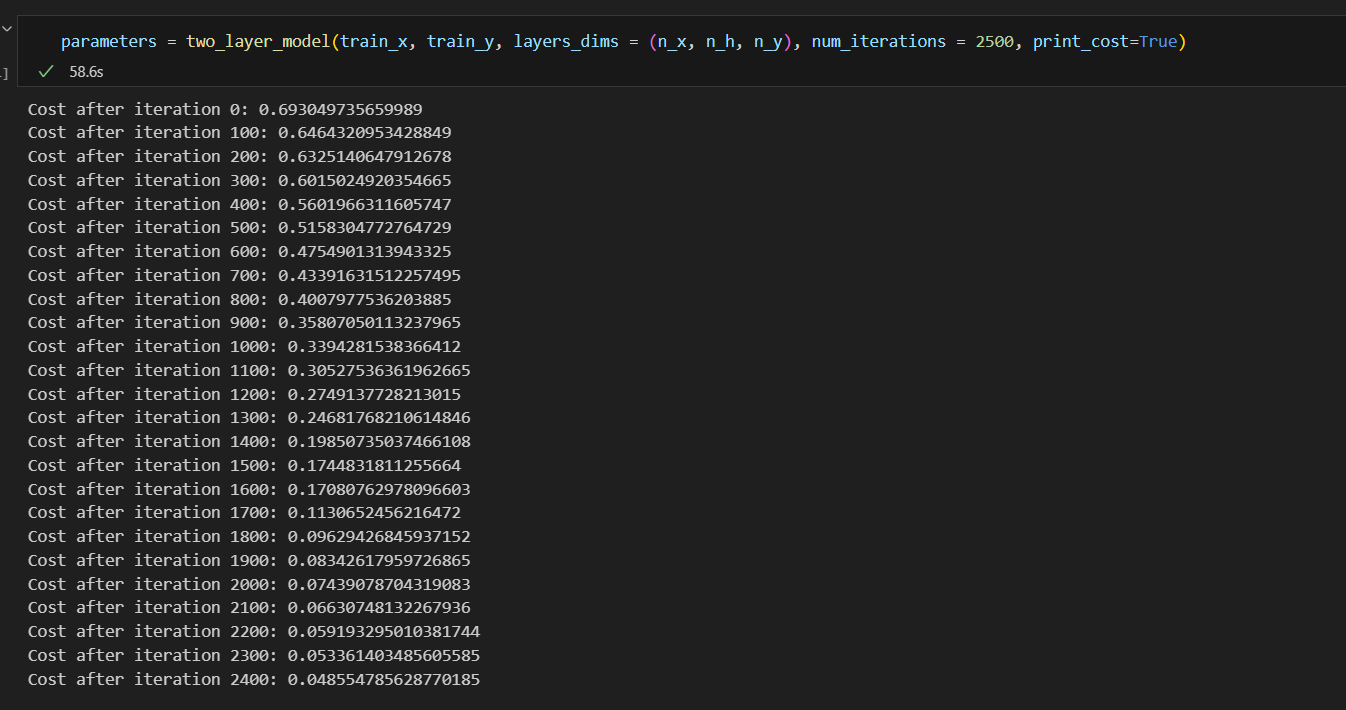 parameters = two_layer_model(train_x, train_y, layers_dims = (n_x, n_h, n_y), num_iterations = 2500, print_cost=True)
]
58.6s
Cost after iteration 0: 0.693049735659989
Cost after iteration 100: 0.6464320953428849
Cost after iteration 200: 0.6325140647912678
Cost after iteration 300: 0.6015024920354665
Cost after iteration 400: 0.5601966311605747
Cost after iteration 500: 0.5158304772764729
Cost after iteration 600: 0.4754901313943325
Cost after iteration 700: 0.43391631512257495
Cost after iteration 800: 0.4007977536203885
Cost after iteration 900: 0.35807050113237965
Cost after iteration 1000: 0.3394281538366412
Cost after iteration 1100: 0.30527536361962665
Cost after iteration 1200: 0.2749137728213015
Cost after iteration 1300: 0.24681768210614846
Cost after iteration 1400: 0.19850735037466108
Cost after iteration 1500: 0.1744831811255664
Cost after iteration 1600: 0.17080762978096603
Cost after iteration 1700: 0.1130652456216472
Cost after iteration 1800: 0.09629426845937152
Cost after iteration 1900: 0.08342617959726865
Cost after iteration 2000: 0.07439078704319083
Cost after iteration 2100: 0.06630748132267936
Cost after iteration 2200: 0.059193295010381744
Cost after iteration 2300: 0.053361403485605585
Cost after iteration 2400: 0.048554785628770185